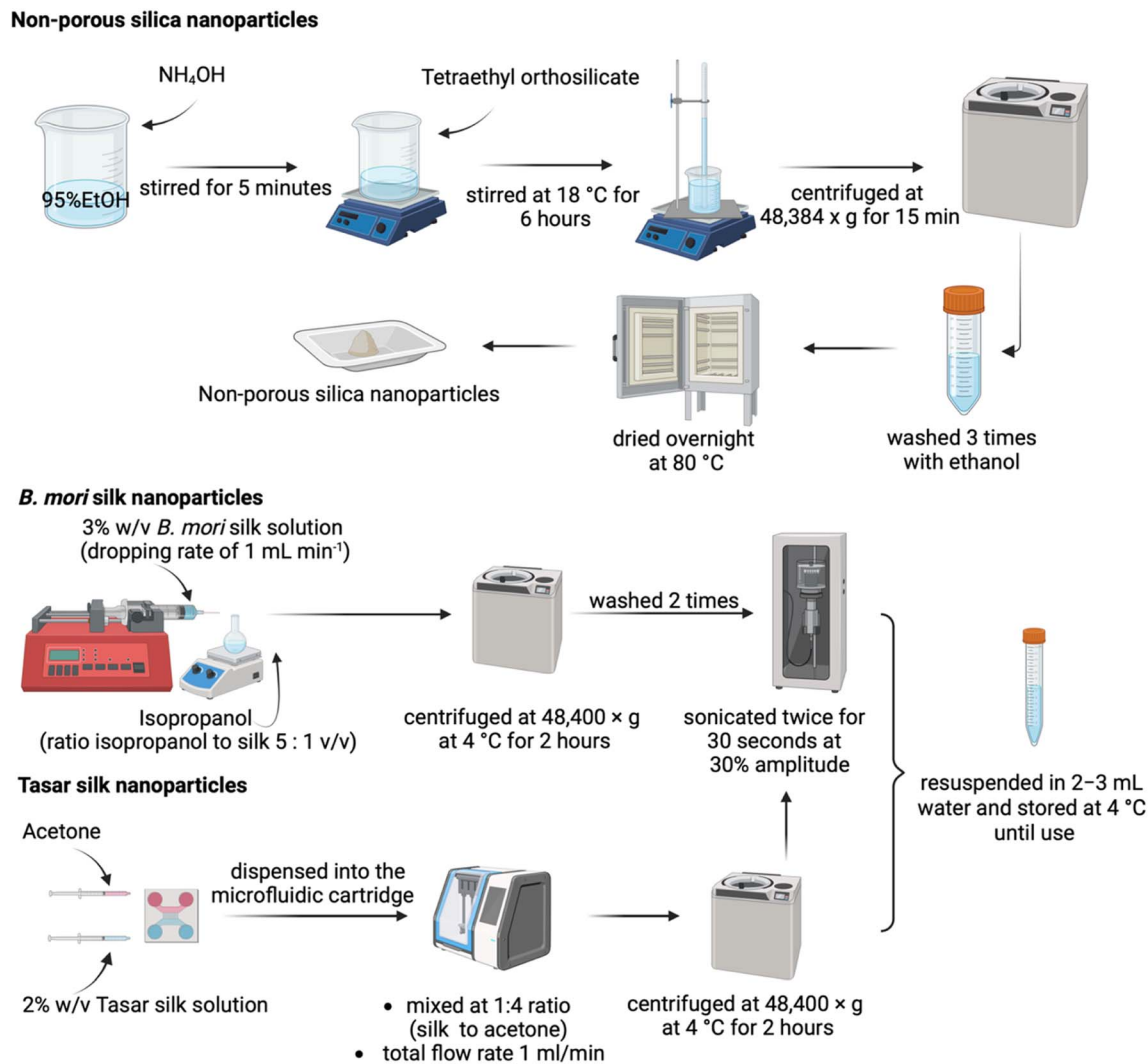 Non-porous silica nanoparticles
NH₄OH
Tetraethyl orthosilicate
95%EtOH
stirred for 5 minutes
stirred at 18 °C for
6 hours
centrifuged at
48,384 x g for 15 min
Non-porous silica nanoparticles
dried overnight
at 80 °C
washed 3 times
with ethanol
B. mori silk nanoparticles
3% w/v B. mori silk solution
(dropping rate of 1 mL min⁻¹)
washed 2 times
Isopropanol
(ratio isopropanol to silk 5 : 1 v/v)
centrifuged at 48,400 × g
at 4 °C for 2 hours
sonicated twice for
30 seconds at
30% amplitude
resuspended in 2–3 mL
water and stored at 4 °C
until use
Tasar silk nanoparticles
Acetone
dispensed into the
microfluidic cartridge
2% w/v Tasar silk solution
• mixed at 1:4 ratio
(silk to acetone)
• total flow rate 1 ml/min
centrifuged at 48,400 × g
at 4 °C for 2 hours